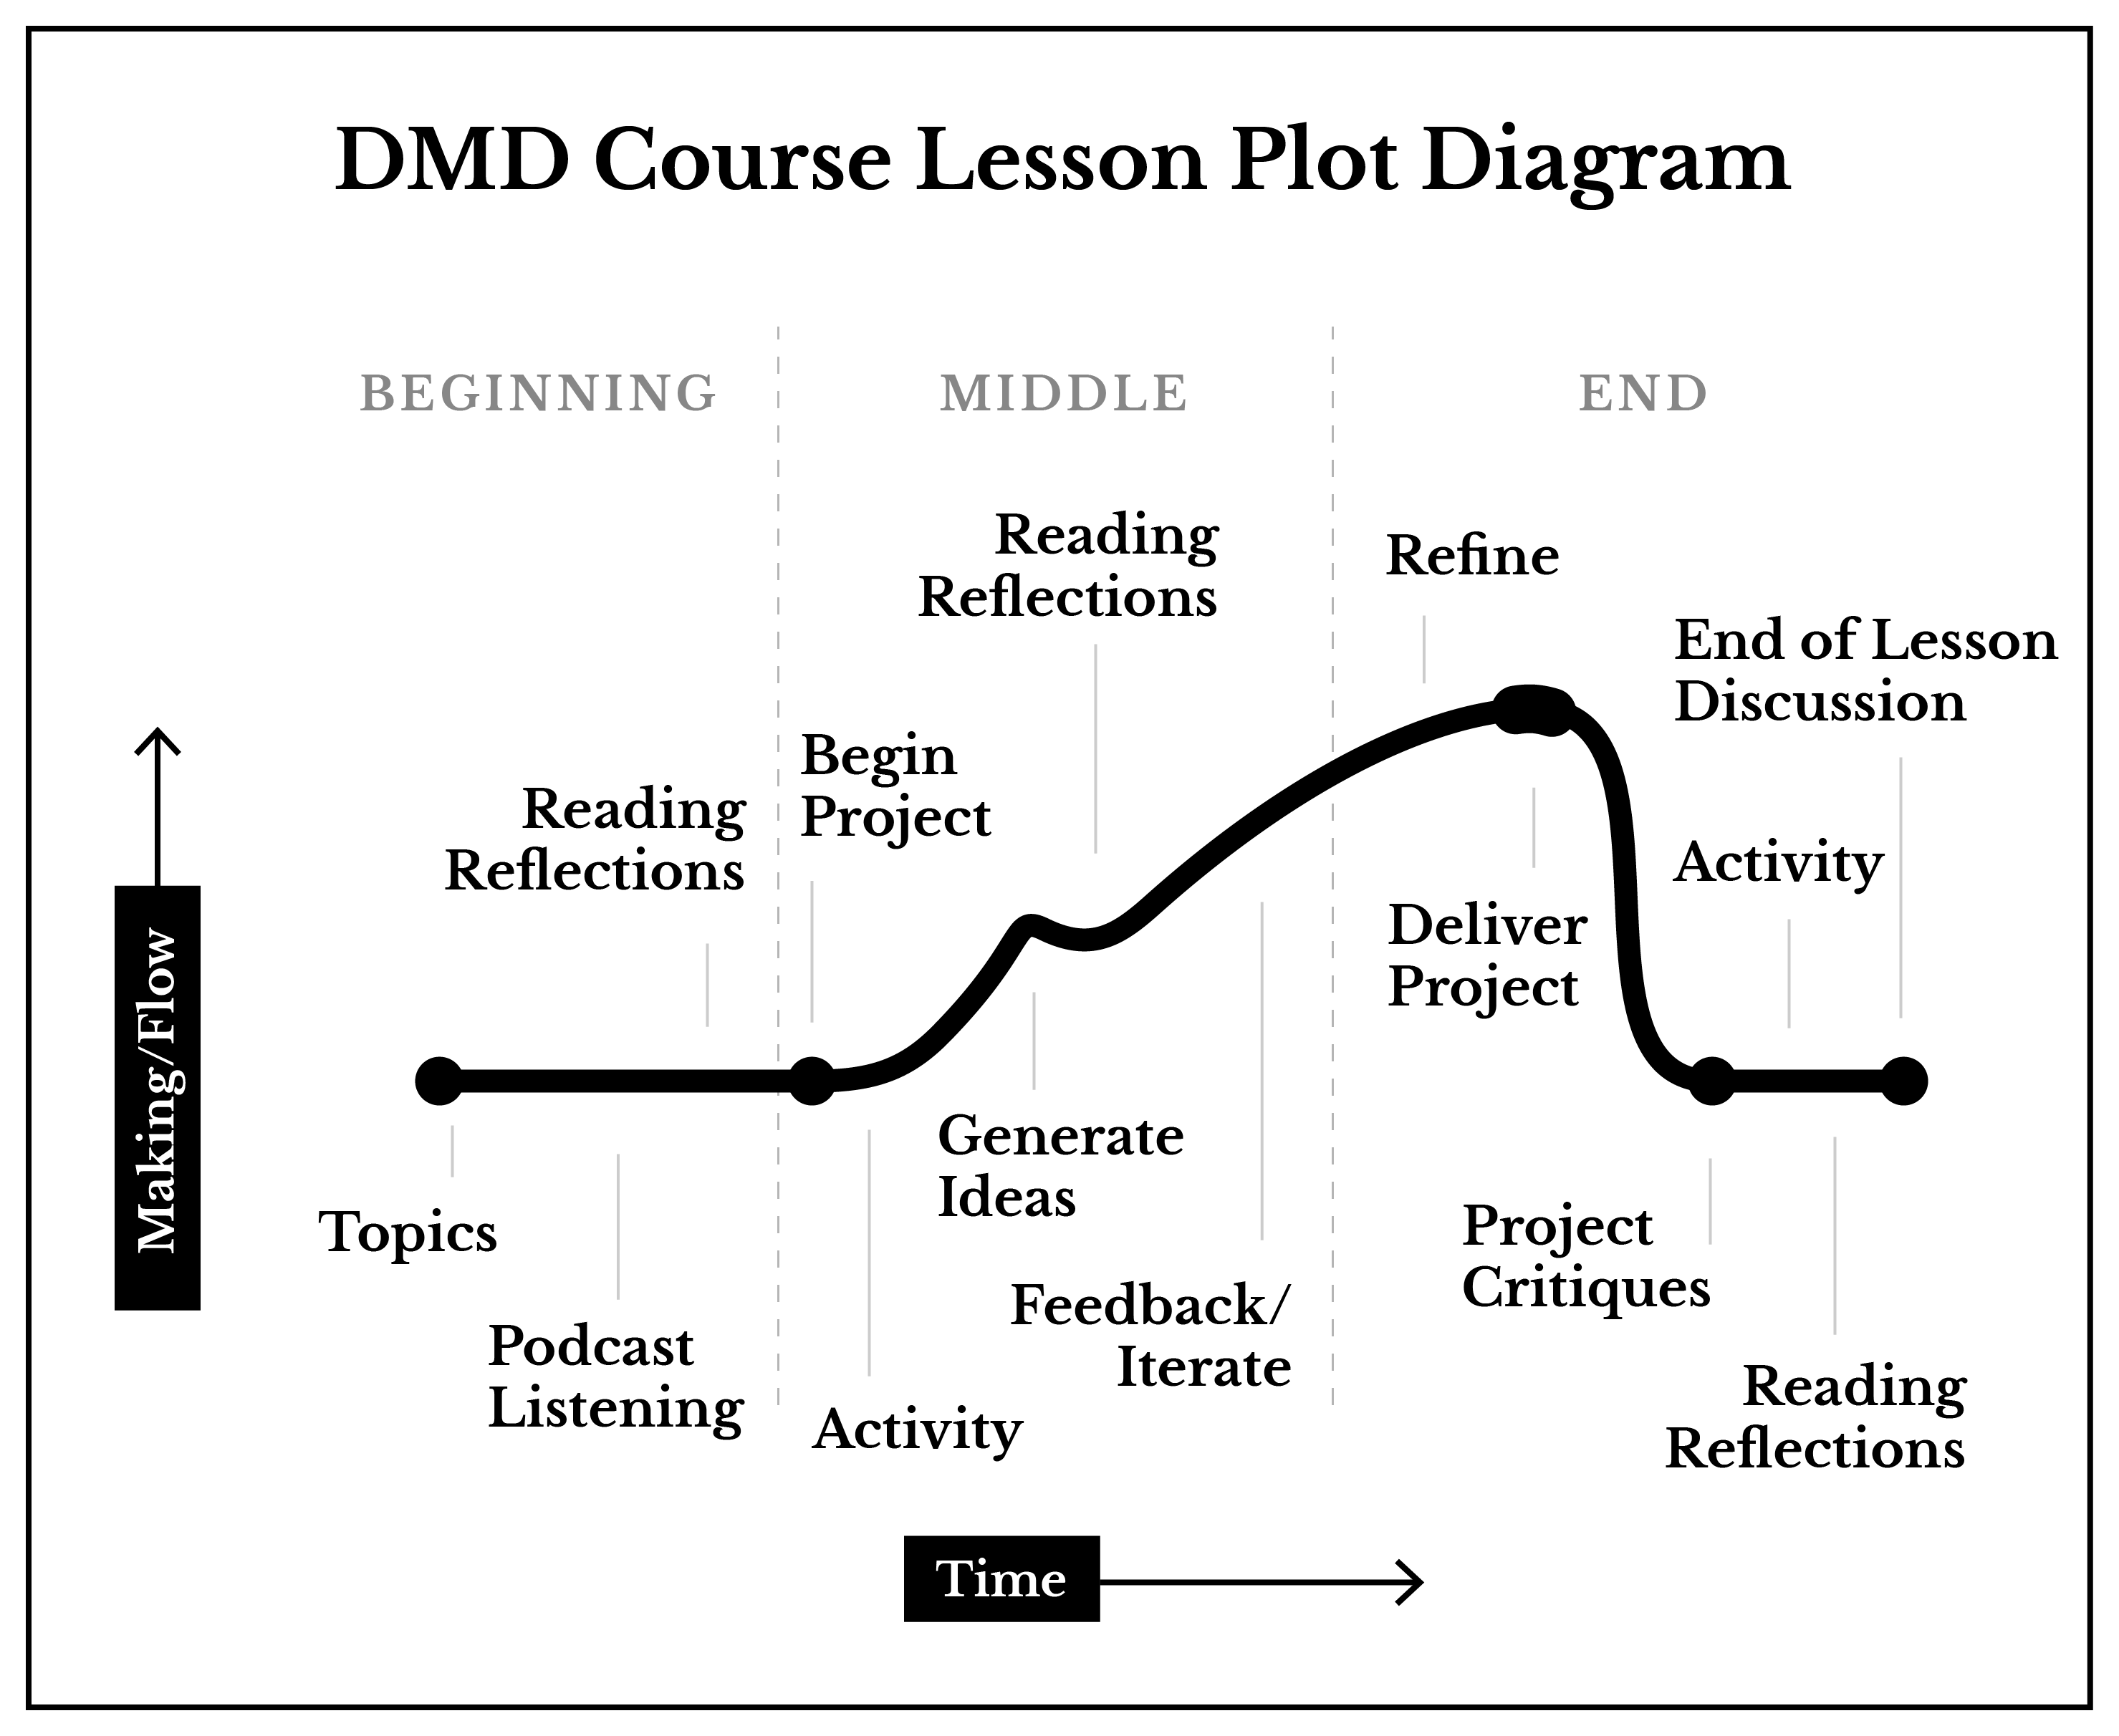 DMD Course Lesson Plot Diagram
BEGINNING
MIDDLE
END
Reading
Reflections
Refine
End of Lesson
Discussion
Begin
Project
Reading
Reflections
Activity
Deliver
Project
Making/Flow
Generate
Ideas
Topics
Project
Critiques
Feedback/
Iterate
Podcast
Listening
Reading
Reflections
Activity
Time